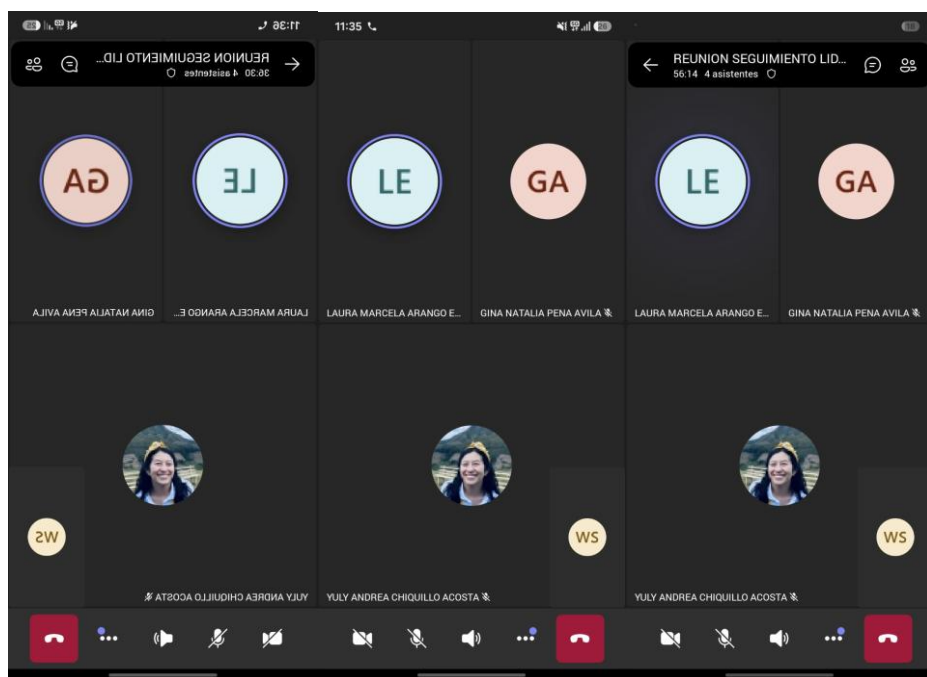 11:36
REUNION SEGUIMIENTO LID...
36:30 4 asistentes
LE GA
LAURA MARCELA ARANGO E... GINA NATALIA PENA AVILA
WS
YULY ANDREA CHIQUILLO ACOSTA
11:35
LE GA
LAURA MARCELA ARANGO E... GINA NATALIA PENA AVILA
WS
YULY ANDREA CHIQUILLO ACOSTA
REUNION SEGUIMIENTO LID...
56:14 4 asistentes
LE GA
LAURA MARCELA ARANGO E... GINA NATALIA PENA AVILA
WS
YULY ANDREA CHIQUILLO ACOSTA